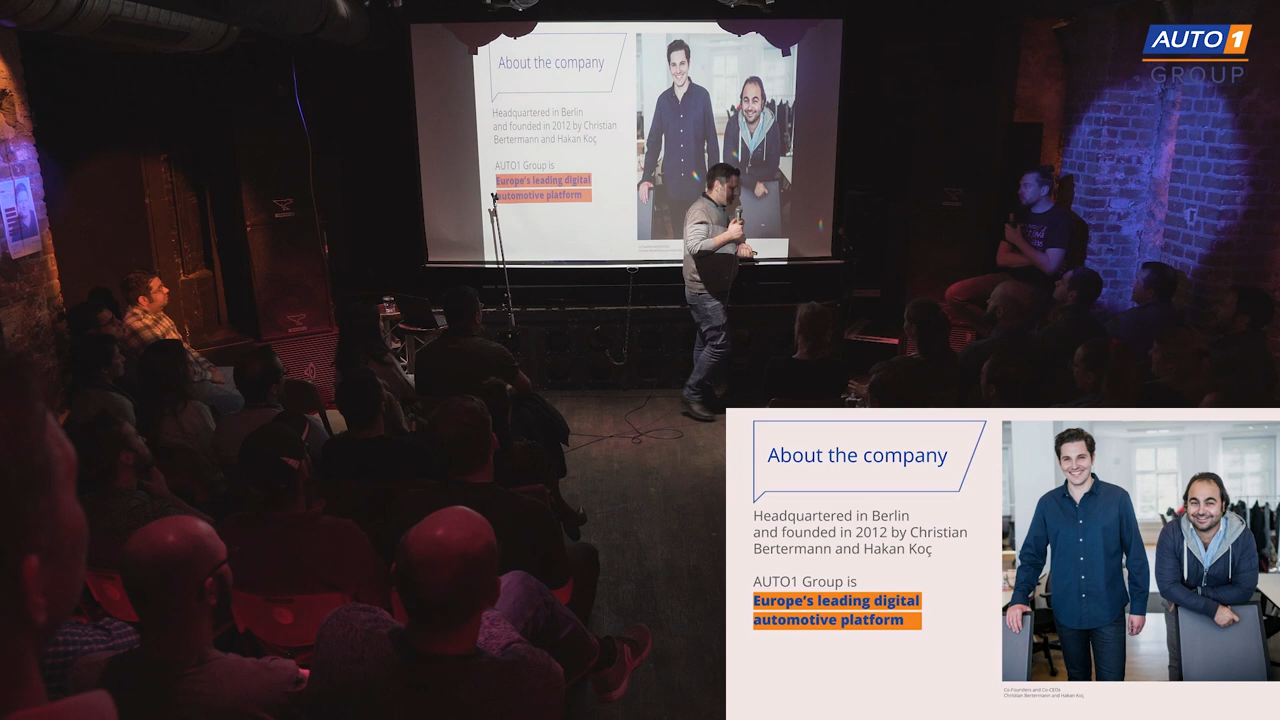 About the company
Headquartered in Berlin
and founded in 2012 by Christian
Bertermann and Hakan Koç
AUTO1 Group is
Europe's leading digital
automotive platform
AUTO1
GROUP
About the company
Headquartered in Berlin
and founded in 2012 by Christian
Bertermann and Hakan Koç
AUTO1 Group is
Europe’s leading digital
automotive platform
Co-Founders and Co-CEOs
Christian Bertermann and Hakan Koç